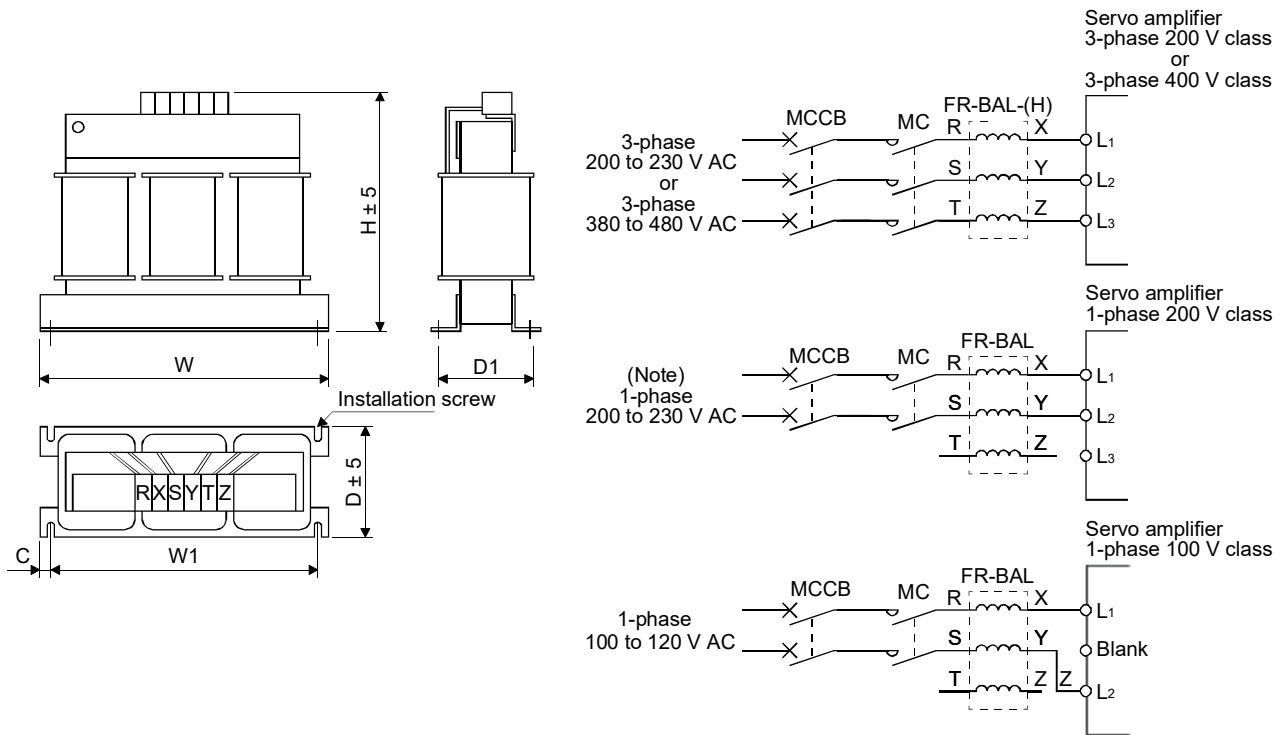 H ± 5
W
D1
Installation screw
D ± 5
R X S Y T Z
C
W1
Servo amplifier
3-phase 200 V class
or
3-phase 400 V class
FR-BAL-(H)
MCCB
MC
R
X
L1
3-phase
200 to 230 V AC
or
3-phase
380 to 480 V AC
S
Y
L2
T
Z
L3
Servo amplifier
1-phase 200 V class
FR-BAL
MCCB
MC
R
X
L1
(Note)
1-phase
200 to 230 V AC
S
Y
L2
T
Z
L3
Servo amplifier
1-phase 100 V class
FR-BAL
MCCB
MC
R
X
L1
1-phase
100 to 120 V AC
S
Y
Blank
T
Z
Z
L2